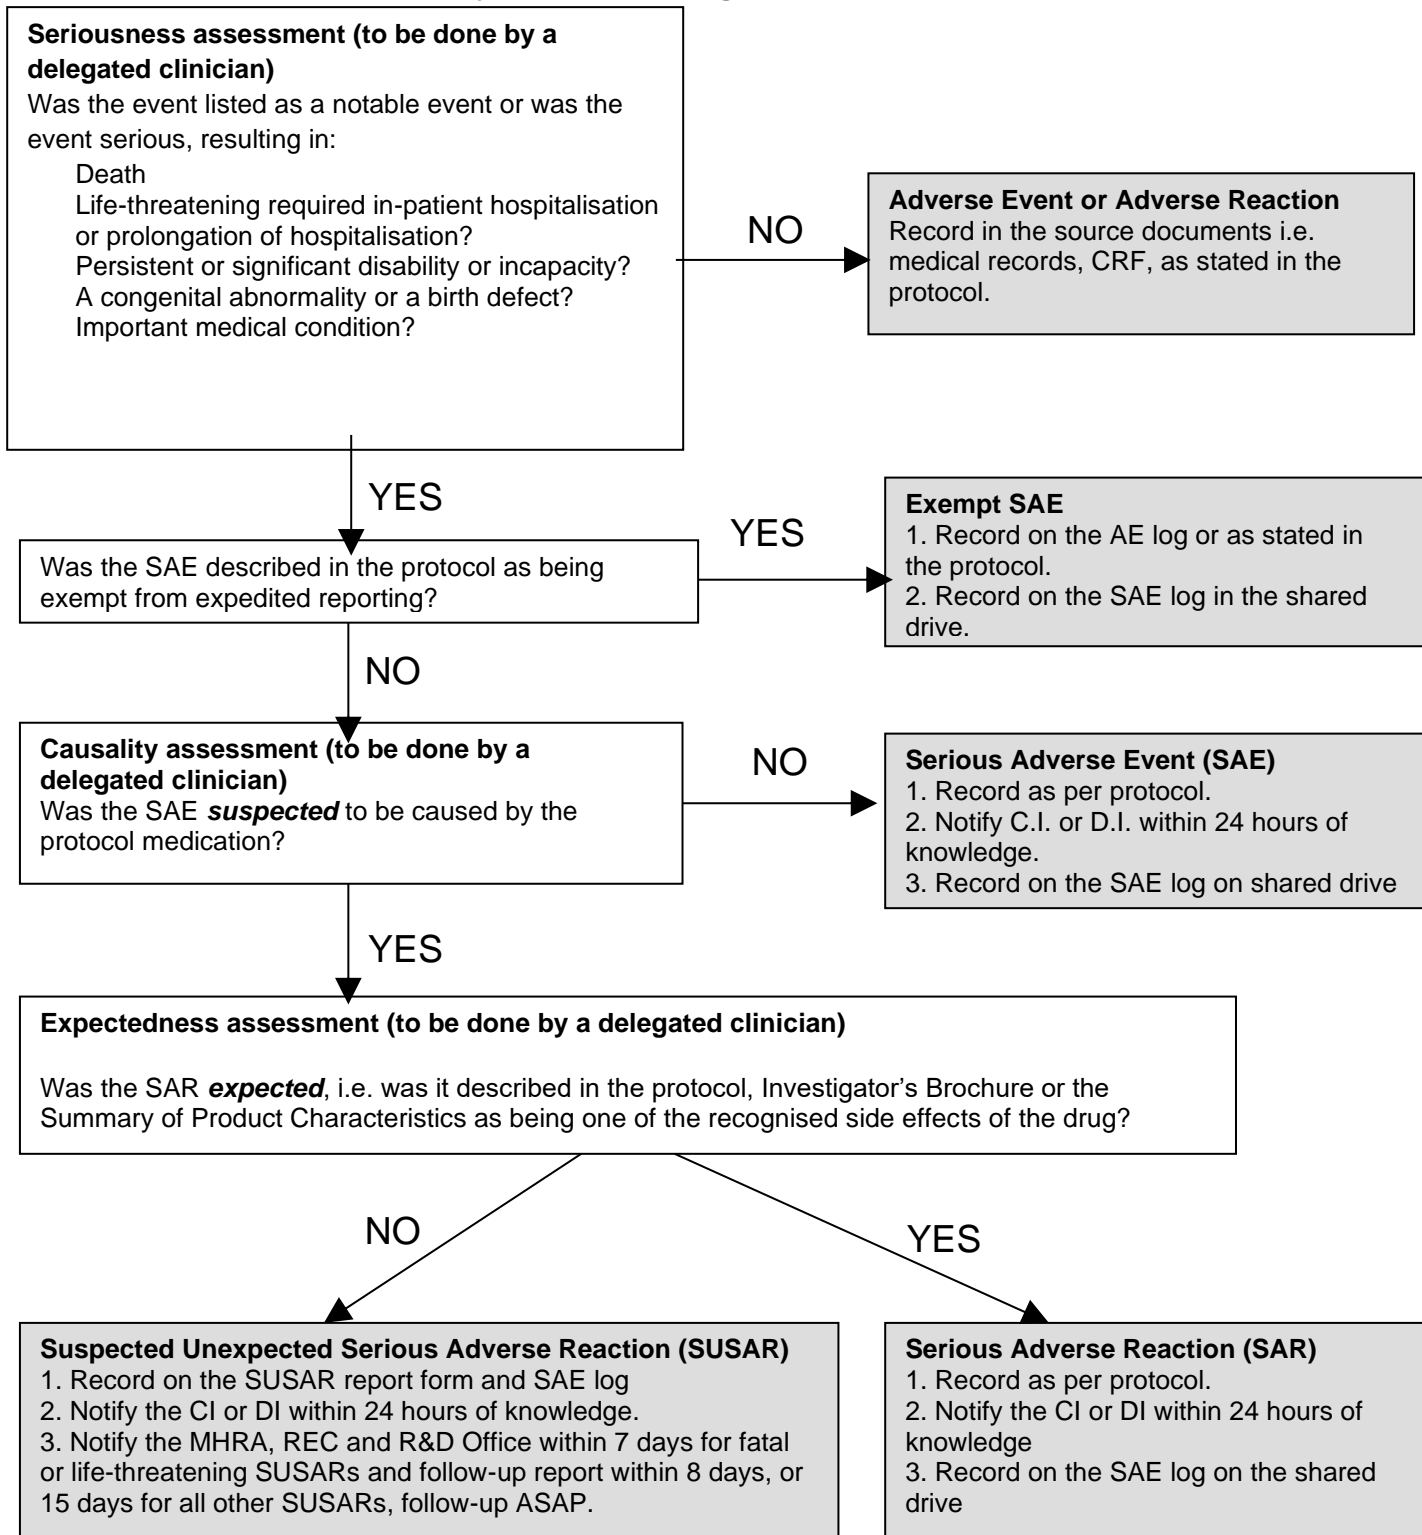 Seriousness assessment (to be done by a
delegated clinician)
Was the event listed as a notable event or was the
event serious, resulting in:
Death
Life-threatening required in-patient hospitalisation
or prolongation of hospitalisation?
Persistent or significant disability or incapacity?
A congenital abnormality or a birth defect?
Important medical condition?
NO
Adverse Event or Adverse Reaction
Record in the source documents i.e.
medical records, CRF, as stated in the
protocol.
YES
Was the SAE described in the protocol as being
exempt from expedited reporting?
YES
Exempt SAE
1. Record on the AE log or as stated in
the protocol.
2. Record on the SAE log in the shared
drive.
NO
Causality assessment (to be done by a
delegated clinician)
Was the SAE suspected to be caused by the
protocol medication?
NO
Serious Adverse Event (SAE)
1. Record as per protocol.
2. Notify C.I. or D.I. within 24 hours of
knowledge.
3. Record on the SAE log on shared drive
YES
Expectedness assessment (to be done by a delegated clinician)
Was the SAR expected, i.e. was it described in the protocol, Investigator’s Brochure or the
Summary of Product Characteristics as being one of the recognised side effects of the drug?
NO
YES
Suspected Unexpected Serious Adverse Reaction (SUSAR)
1. Record on the SUSAR report form and SAE log
2. Notify the CI or DI within 24 hours of knowledge.
3. Notify the MHRA, REC and R&D Office within 7 days for fatal
or life-threatening SUSARs and follow-up report within 8 days, or
15 days for all other SUSARs, follow-up ASAP.
Serious Adverse Reaction (SAR)
1. Record as per protocol.
2. Notify the CI or DI within 24 hours of
knowledge
3. Record on the SAE log on the shared
drive